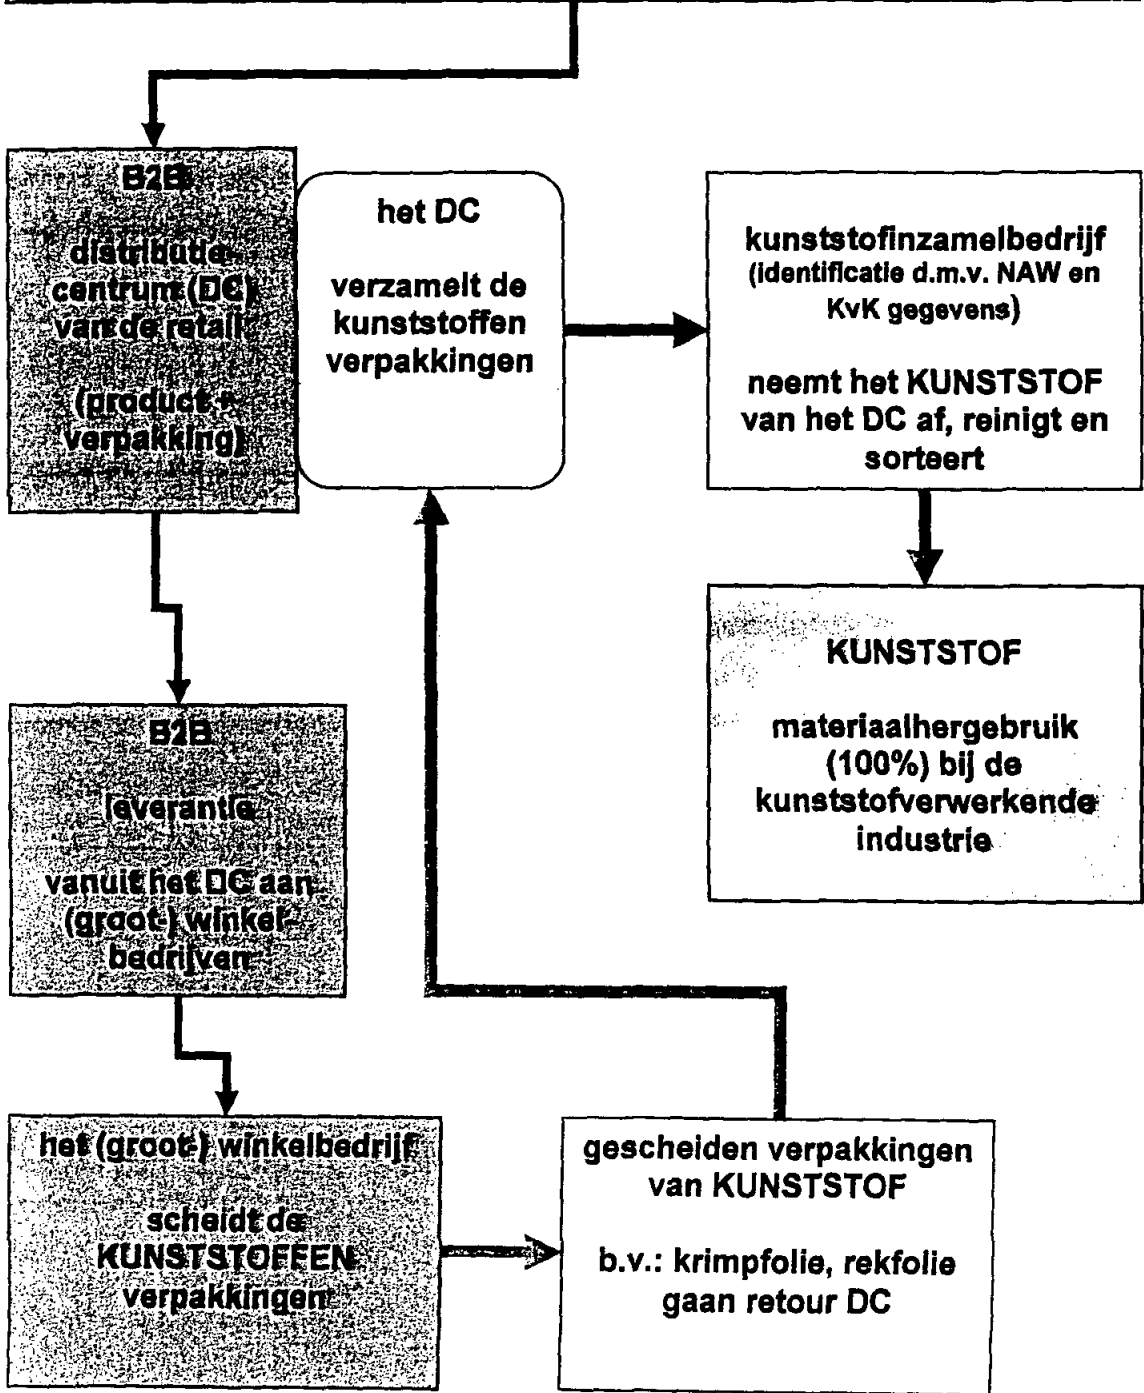 B2B
distributie-
centrum (DC)
van de retail
(product +
verpakking)
het DC
verzamelt de
kunststoffen
verpakkingen
kunststofinzamelbedrijf
(identificatie d.m.v. NAW en
KvK gegevens)
neemt het KUNSTSTOF
van het DC af, reinigt en
sorteert
KUNSTSTOF
materiaalhergebruik
(100%) bij de
kunststofverwerkende
industrie
B2B
leverantie
vanuit het DC aan
(groot-) winkel-
bedrijven
het (groot-) winkelbedrijf
scheidt de
KUNSTSTOFFEN
verpakkingen
gescheiden verpakkingen
van KUNSTSTOF
b.v.: krimpfolie, rekfolie
gaan retour DC